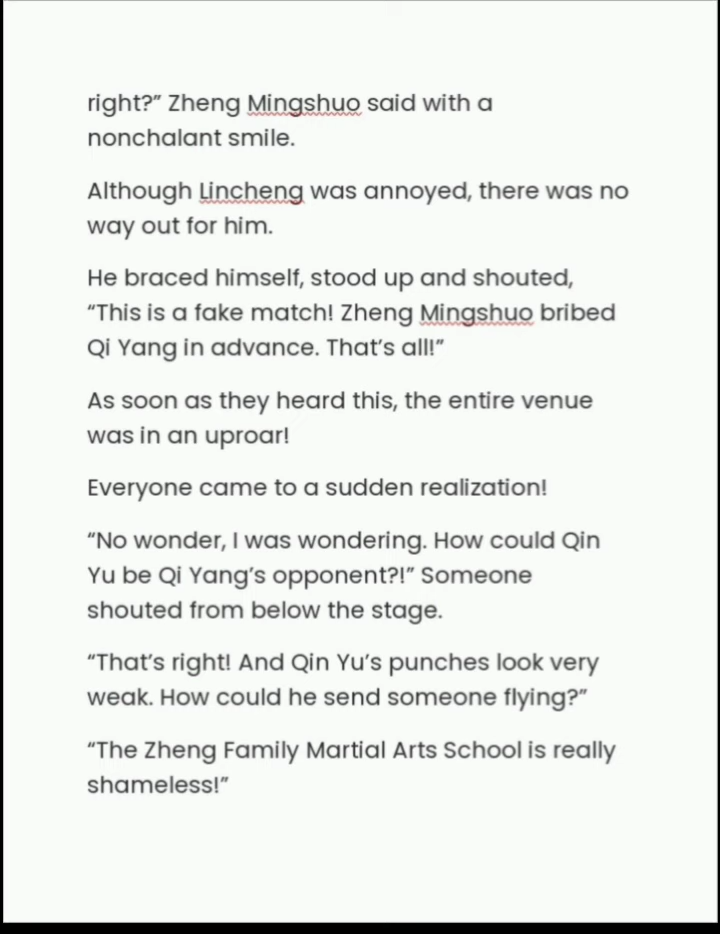 right?” Zheng Mingshuo said with a
nonchalant smile.
Although Lincheng was annoyed, there was no
way out for him.
He braced himself, stood up and shouted,
“This is a fake match! Zheng Mingshuo bribed
Qi Yang in advance. That’s all!”
As soon as they heard this, the entire venue
was in an uproar!
Everyone came to a sudden realization!
“No wonder, I was wondering. How could Qin
Yu be Qi Yang’s opponent?!” Someone
shouted from below the stage.
“That’s right! And Qin Yu’s punches look very
weak. How could he send someone flying?”
“The Zheng Family Martial Arts School is really
shameless!”